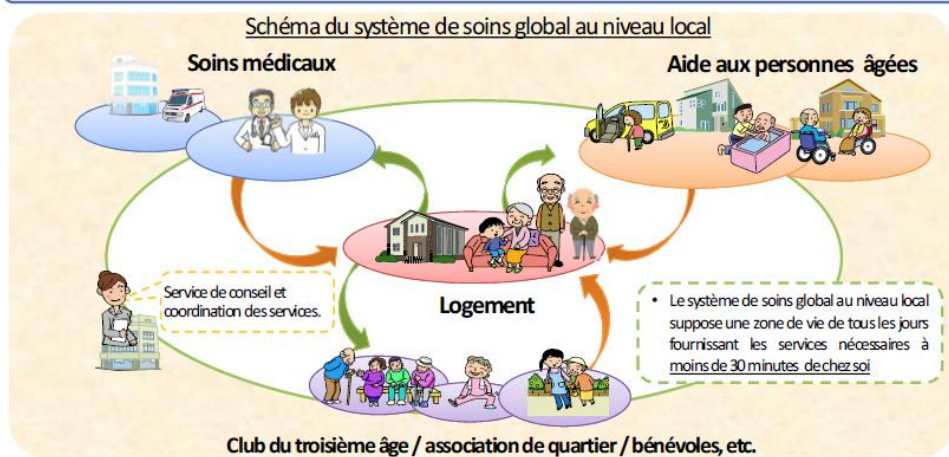 Schéma du système de soins global au niveau local
Soins médicaux
Aide aux personnes âgées
Logement
Service de conseil et
coordination des services.
• Le système de soins global au niveau local
suppose une zone de vie de tous les jours
fournissant les services nécessaires à
moins de 30 minutes de chez soi
Club du troisième âge / association de quartier / bénévoles, etc.